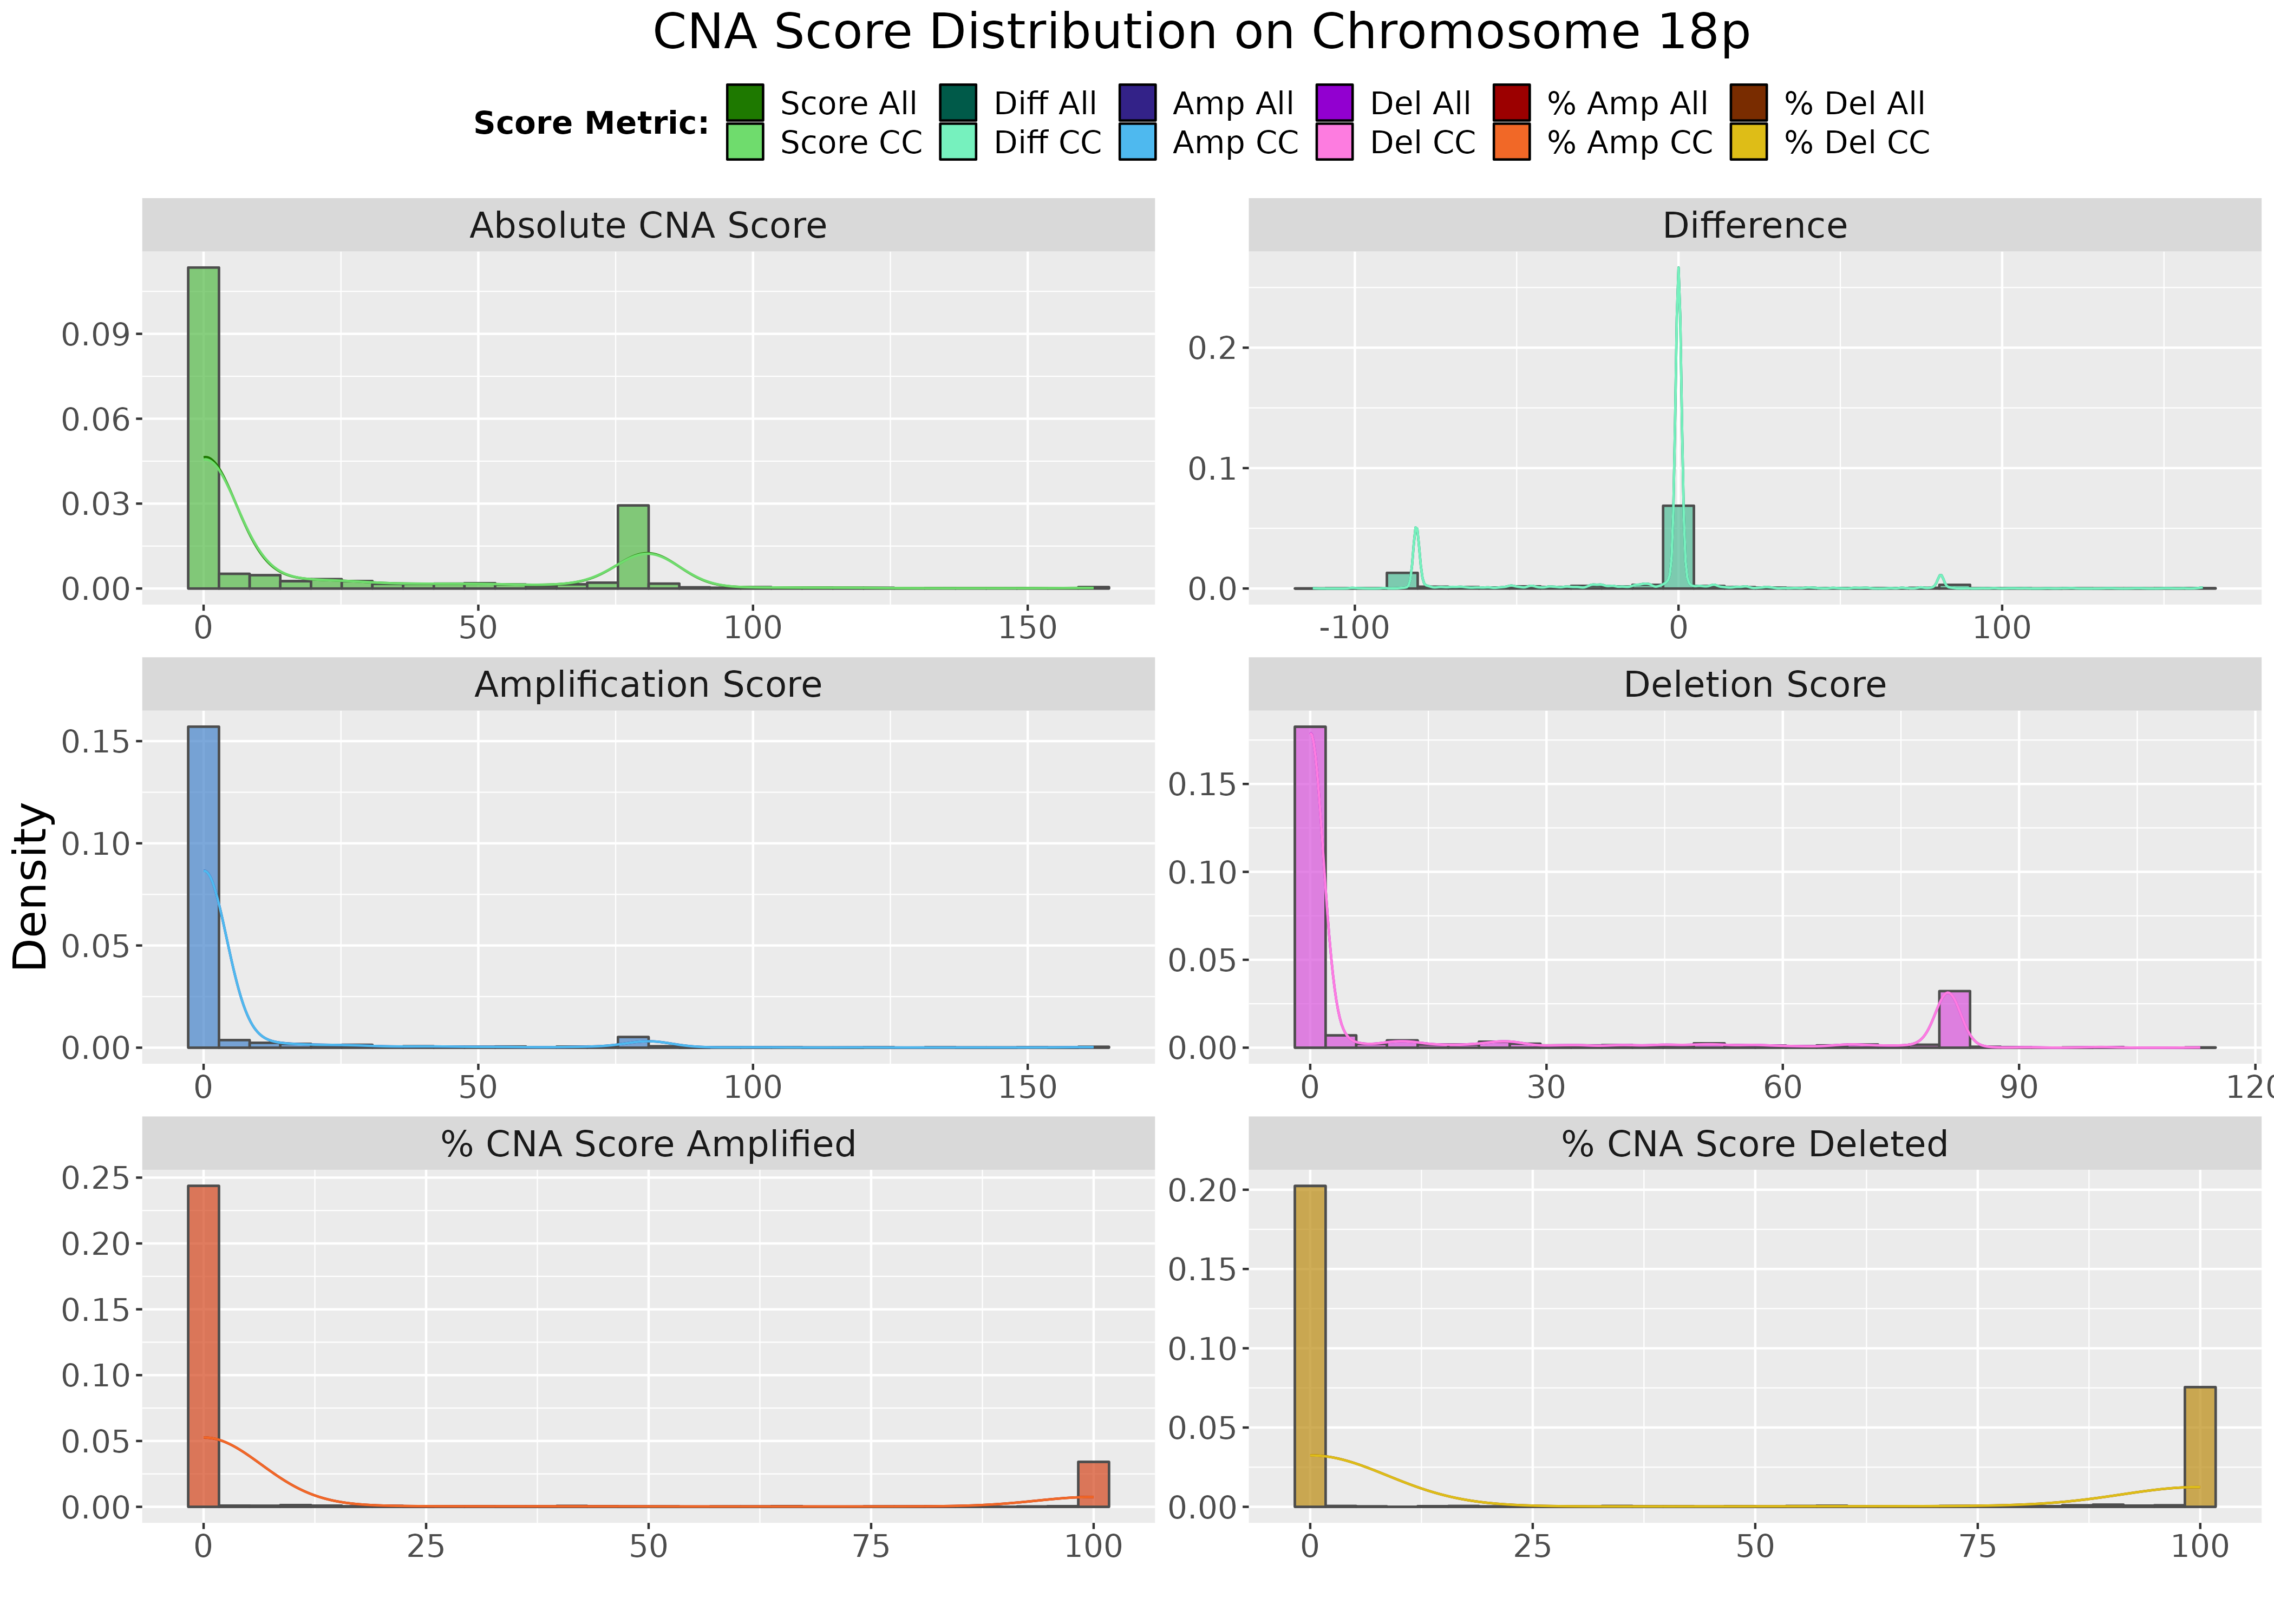 CNA Score Distribution on Chromosome 18p
Score Metric:
Score All
Diff All
Amp All
Del All
% Amp All
% Del All
Score CC
Diff CC
Amp CC
Del CC
% Amp CC
% Del CC
Absolute CNA Score
0.09
0.06
0.03
0.00
0
50
100
150
Difference
0.2
0.1
0.0
-100
0
100
Density
Amplification Score
0.15
0.10
0.05
0.00
0
50
100
150
Deletion Score
0.15
0.10
0.05
0.00
0
30
60
90
120
% CNA Score Amplified
0.25
0.20
0.15
0.10
0.05
0.00
0
25
50
75
100
% CNA Score Deleted
0.20
0.15
0.10
0.05
0.00
0
25
50
75
100